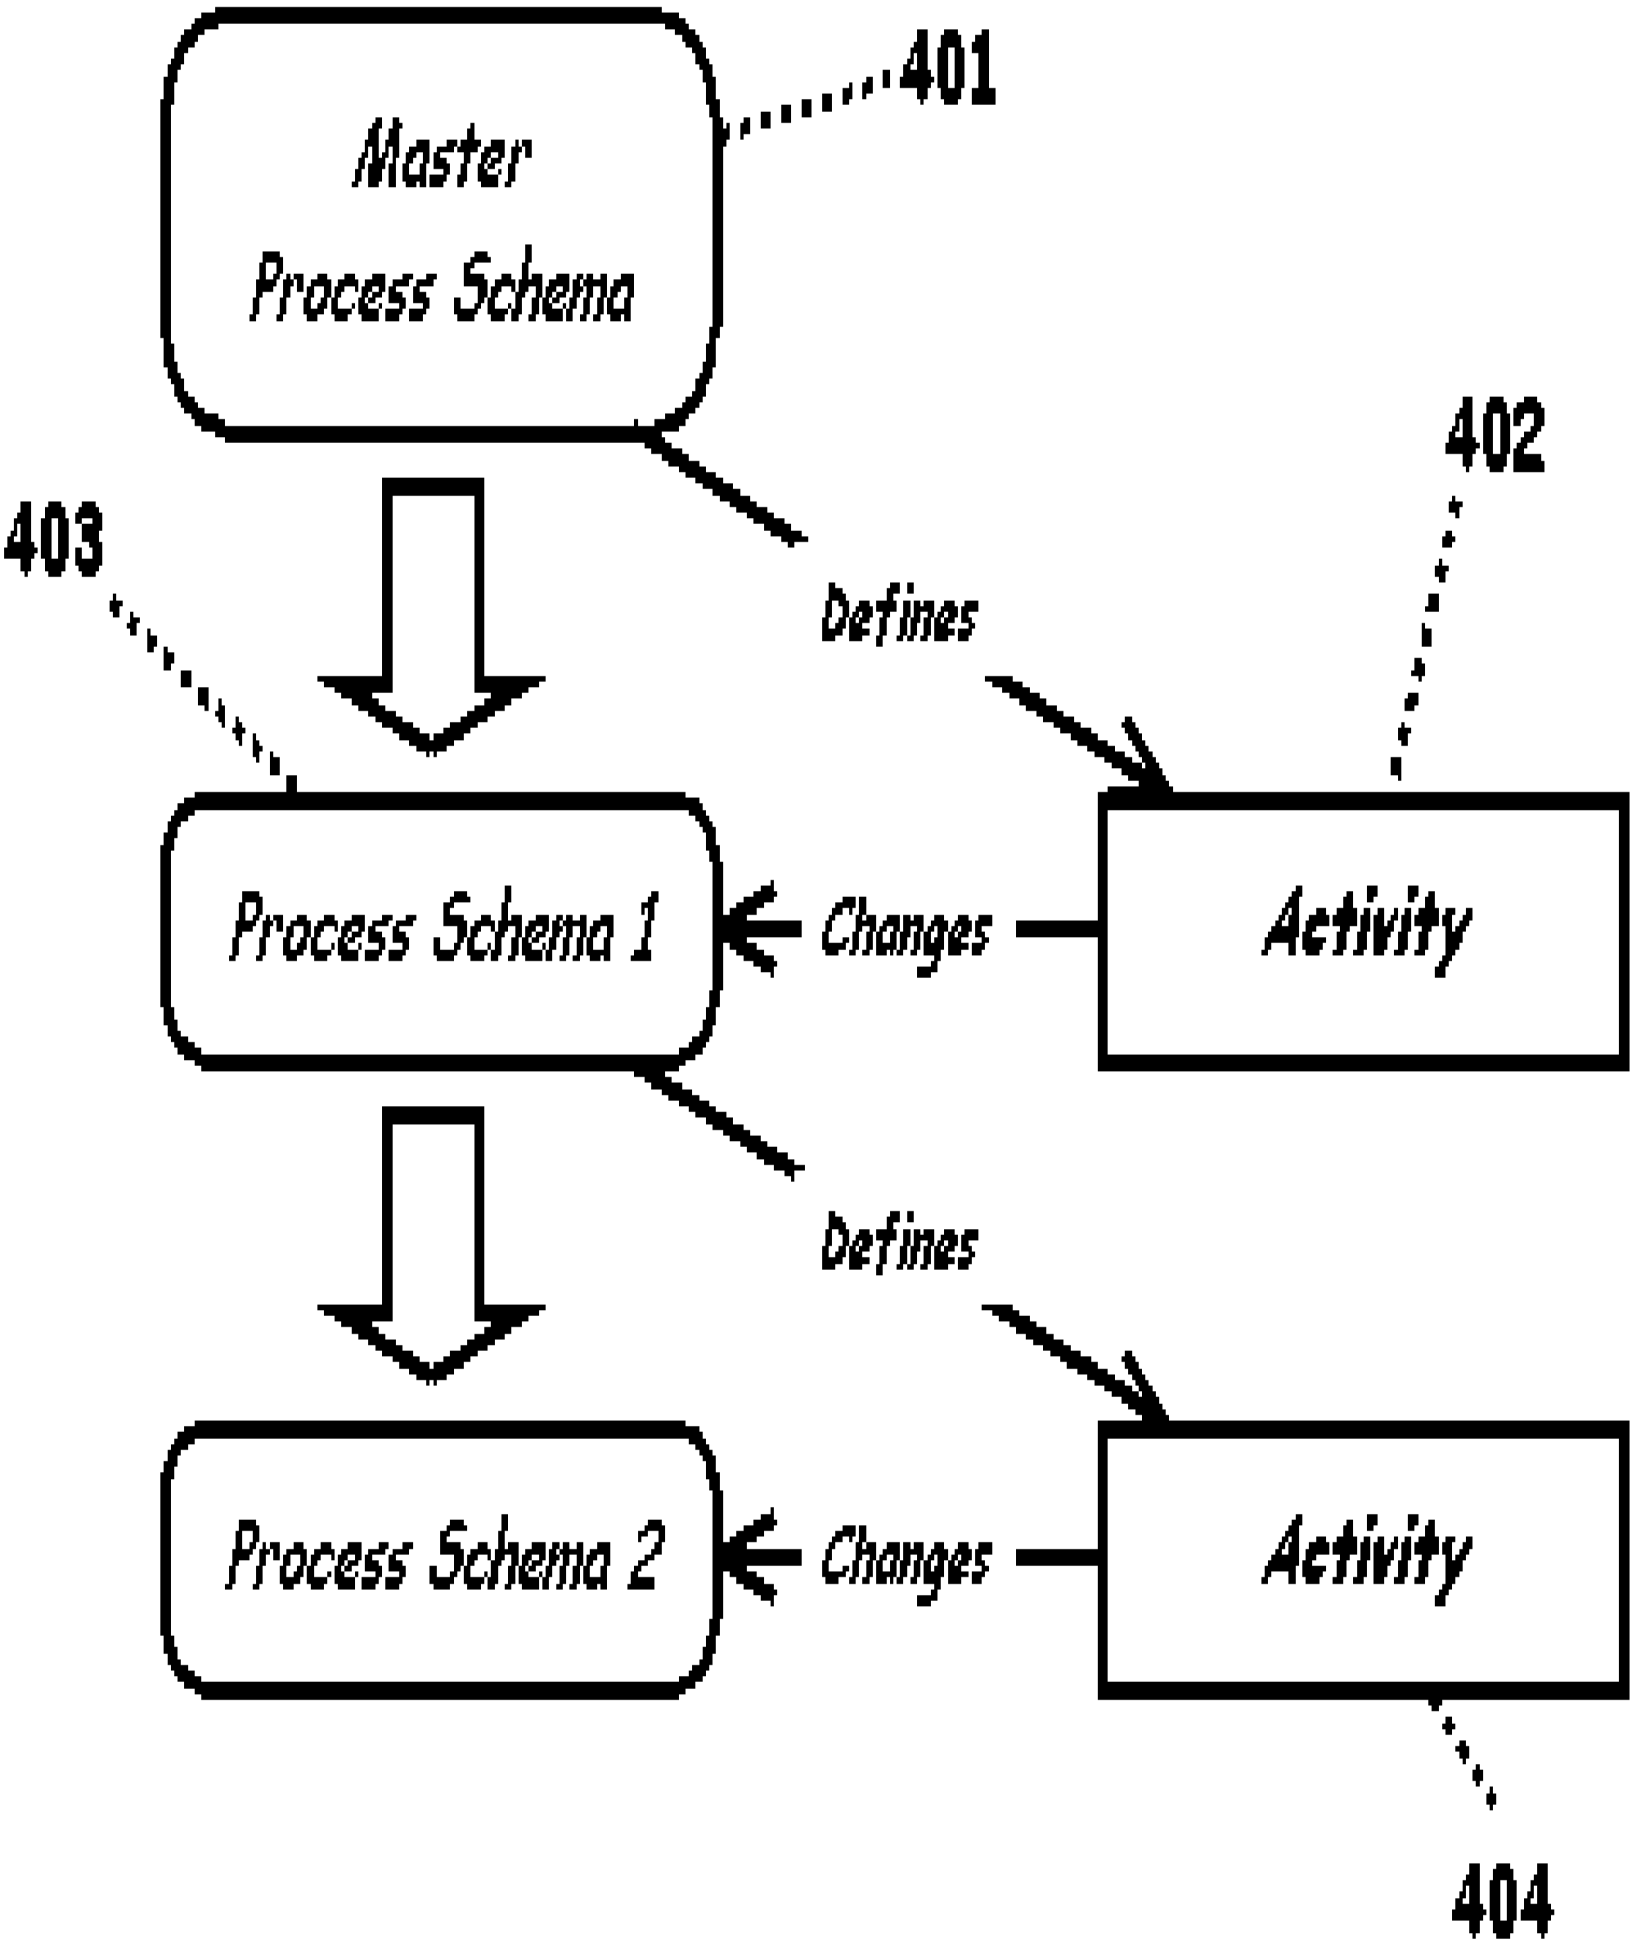 401
Master
Process Schema
402
403
Defines
Process Schema 1
Changes
Activity
Defines
Process Schema 2
Changes
Activity
404